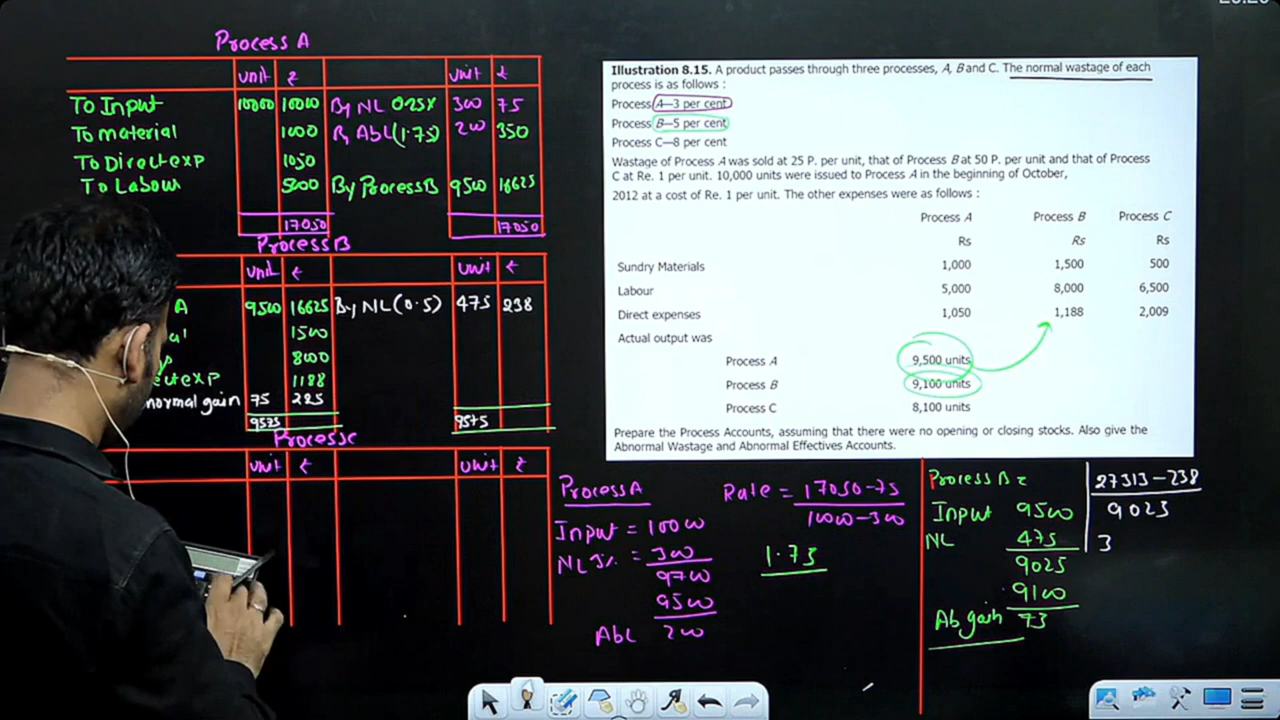 Process A
unit ₹ unit ₹
To Input 10000 10000 By NL 0.25x 300 75
To material 1000 By AbL(1.75) 200 350
To Direct exp 1050
To Labour 5000 By Process B 9500 16625
17050 17050
Process B
unit ₹ unit ₹
A 9500 16625 By NL(0.5) 475 238
1500
8000
ect exp 1188
normal gain 75 225
9575 9575
Process C
unit ₹ unit ₹
Illustration 8.15. A product passes through three processes, A, B and C. The normal wastage of each
process is as follows :
Process A—3 per cent
Process B—5 per cent
Process C—8 per cent
Wastage of Process A was sold at 25 P. per unit, that of Process B at 50 P. per unit and that of Process
C at Re. 1 per unit. 10,000 units were issued to Process A in the beginning of October,
2012 at a cost of Re. 1 per unit. The other expenses were as follows :
Process A Process B Process C
Rs Rs Rs
Sundry Materials 1,000 1,500 500
Labour 5,000 8,000 6,500
Direct expenses 1,050 1,188 2,009
Actual output was
Process A 9,500 units
Process B 9,100 units
Process C 8,100 units
Prepare the Process Accounts, assuming that there were no opening or closing stocks. Also give the
Abnormal Wastage and Abnormal Effectives Accounts.
Process A
Input = 10000
NL 3% = 300
9700
9500
AbL 200
Rate = 17050-75
10000-300
1.75
Process B =
Input 9500
NL 475
9025
9100
Ab gain 75
27313-238
9025
3